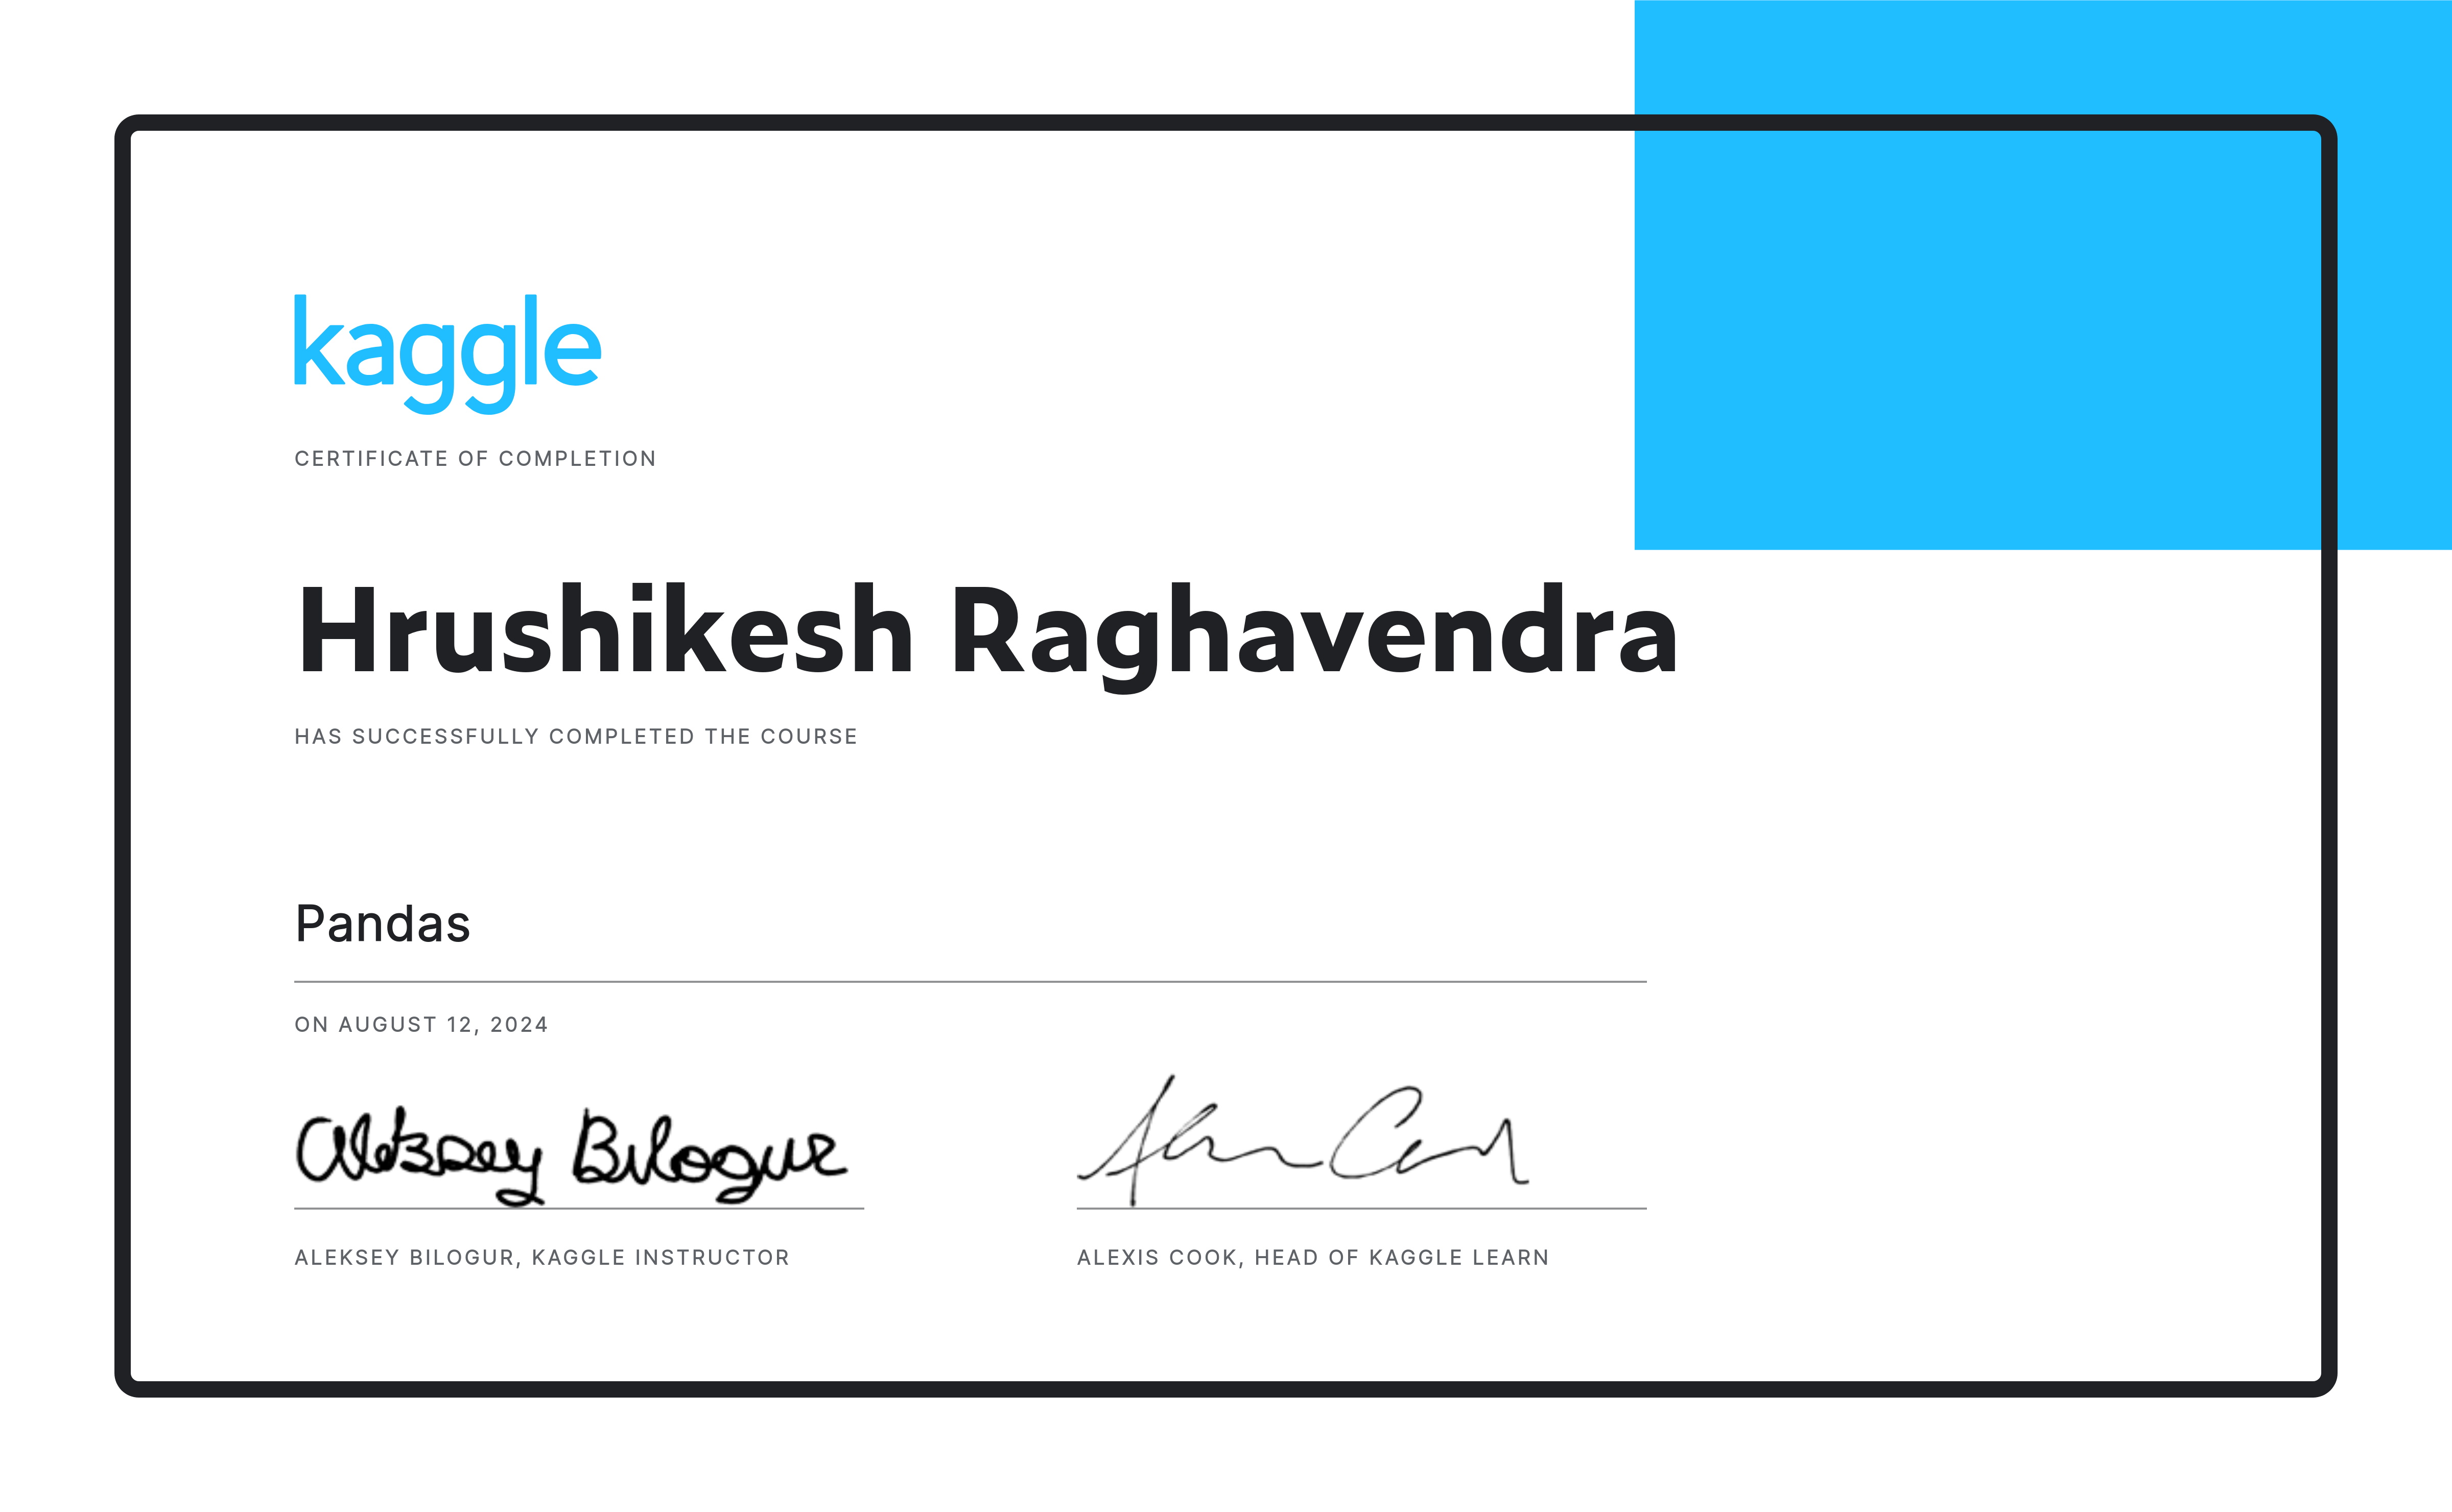 kaggle
CERTIFICATE OF COMPLETION
Hrushikesh Raghavendra
HAS SUCCESSFULLY COMPLETED THE COURSE
Pandas
ON AUGUST 12, 2024
Aleksey Bilogur
ALEKSEY BILOGUR, KAGGLE INSTRUCTOR
ALEXIS COOK, HEAD OF KAGGLE LEARN